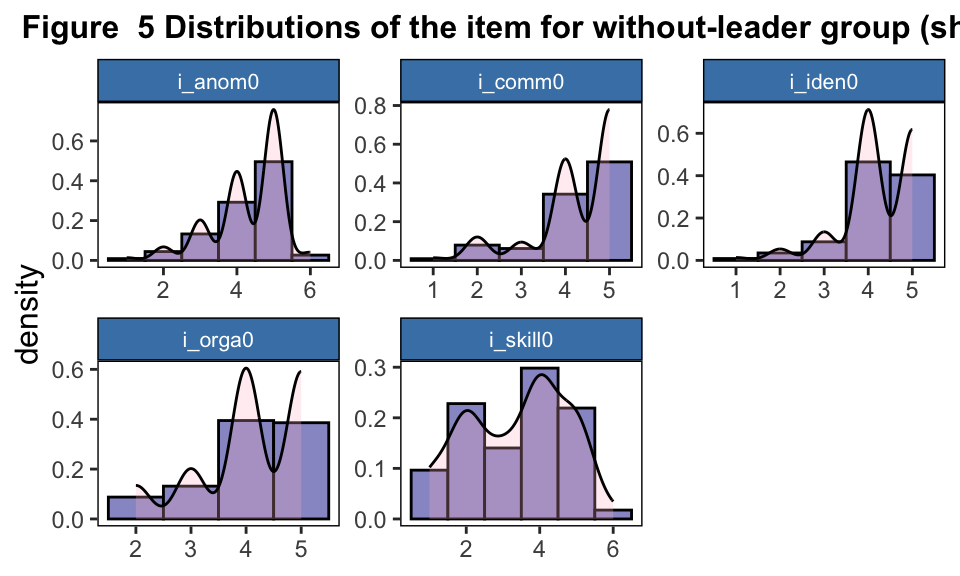 Figure 5 Distributions of the item for without-leader group (sh
i_anom0 i_comm0 i_iden0
0.6 0.4 0.2 0.0
0.8 0.6 0.4 0.2 0.0
0.6 0.4 0.2 0.0
2 4 6
1 2 3 4 5
1 2 3 4 5
density
i_orga0 i_skill0
0.6 0.4 0.2 0.0
0.3 0.2 0.1 0.0
2 3 4 5
2 4 6